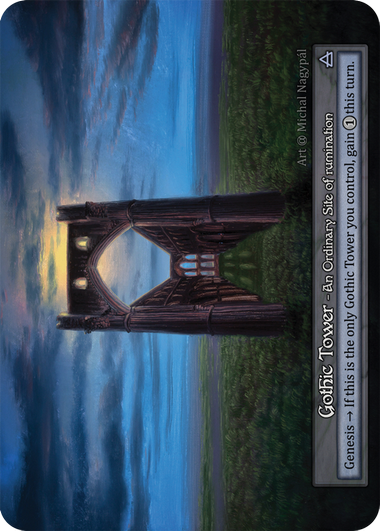 Art @ Michal Nagypál
Gothic Tower - An Ordinary Site of rumination
Genesis → If this is the only Gothic Tower you control, gain ① this turn.